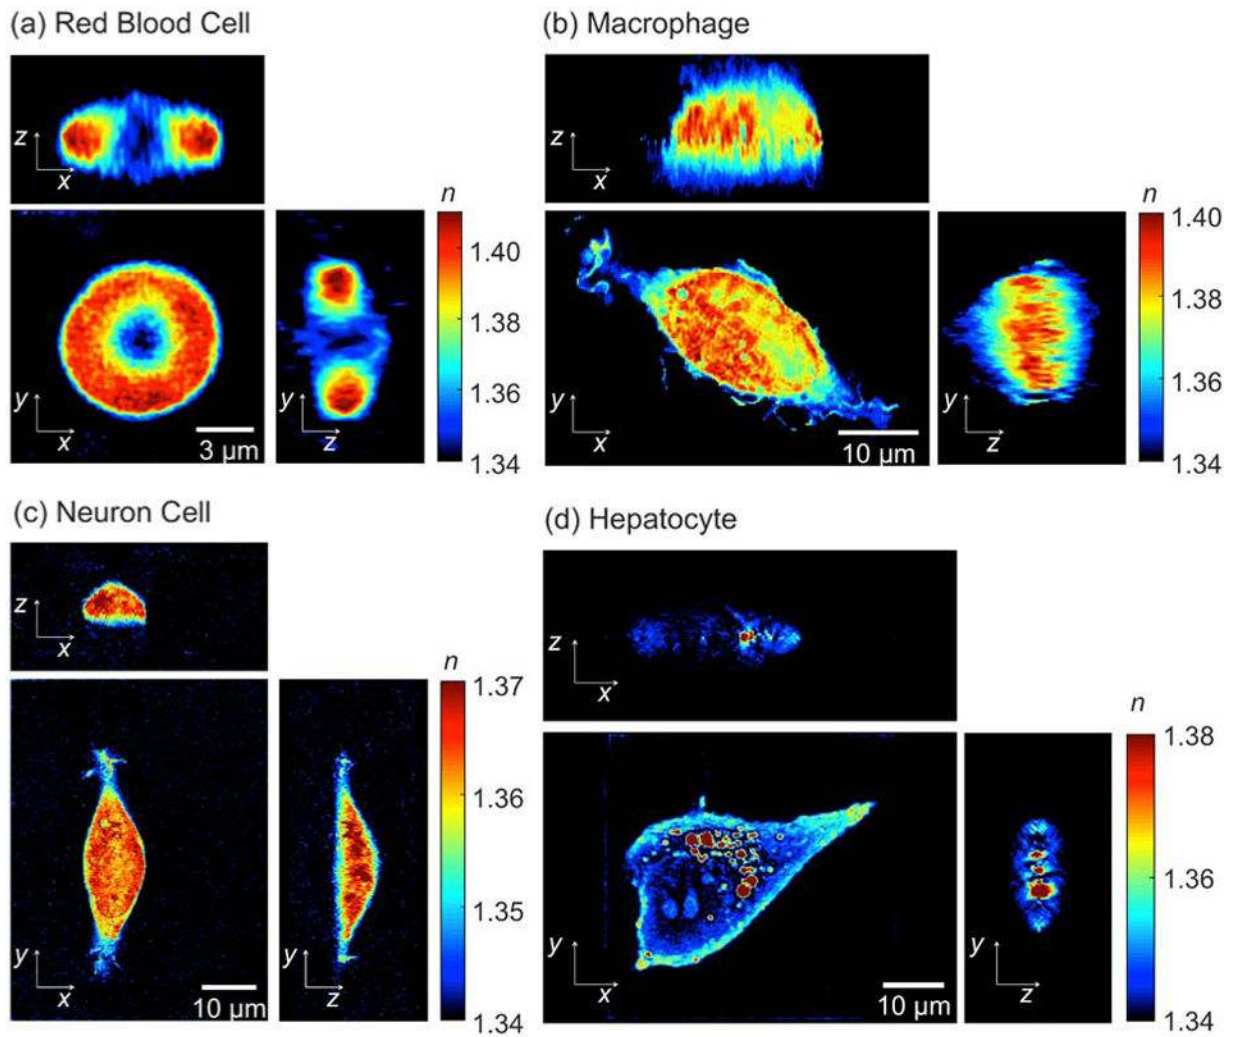 (a) Red Blood Cell
z
x
n
1.40
1.38
1.36
1.34
y
x
3 µm
y
z
(b) Macrophage
z
x
1.40
1.38
1.36
1.34
y
x
10 µm
y
z
(c) Neuron Cell
z
x
n
1.37
1.36
1.35
1.34
y
x
10 µm
y
z
(d) Hepatocyte
z
x
n
1.38
1.36
1.34
y
x
10 µm
y
z